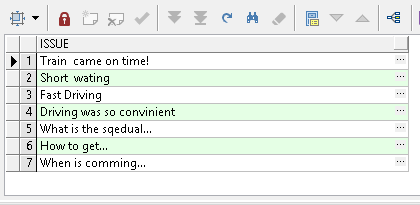 ISSUE
1 Train came on time!
2 Short wating
3 Fast Driving
4 Driving was so convinient
5 What is the sqedual...
6 How to get...
7 When is comming...